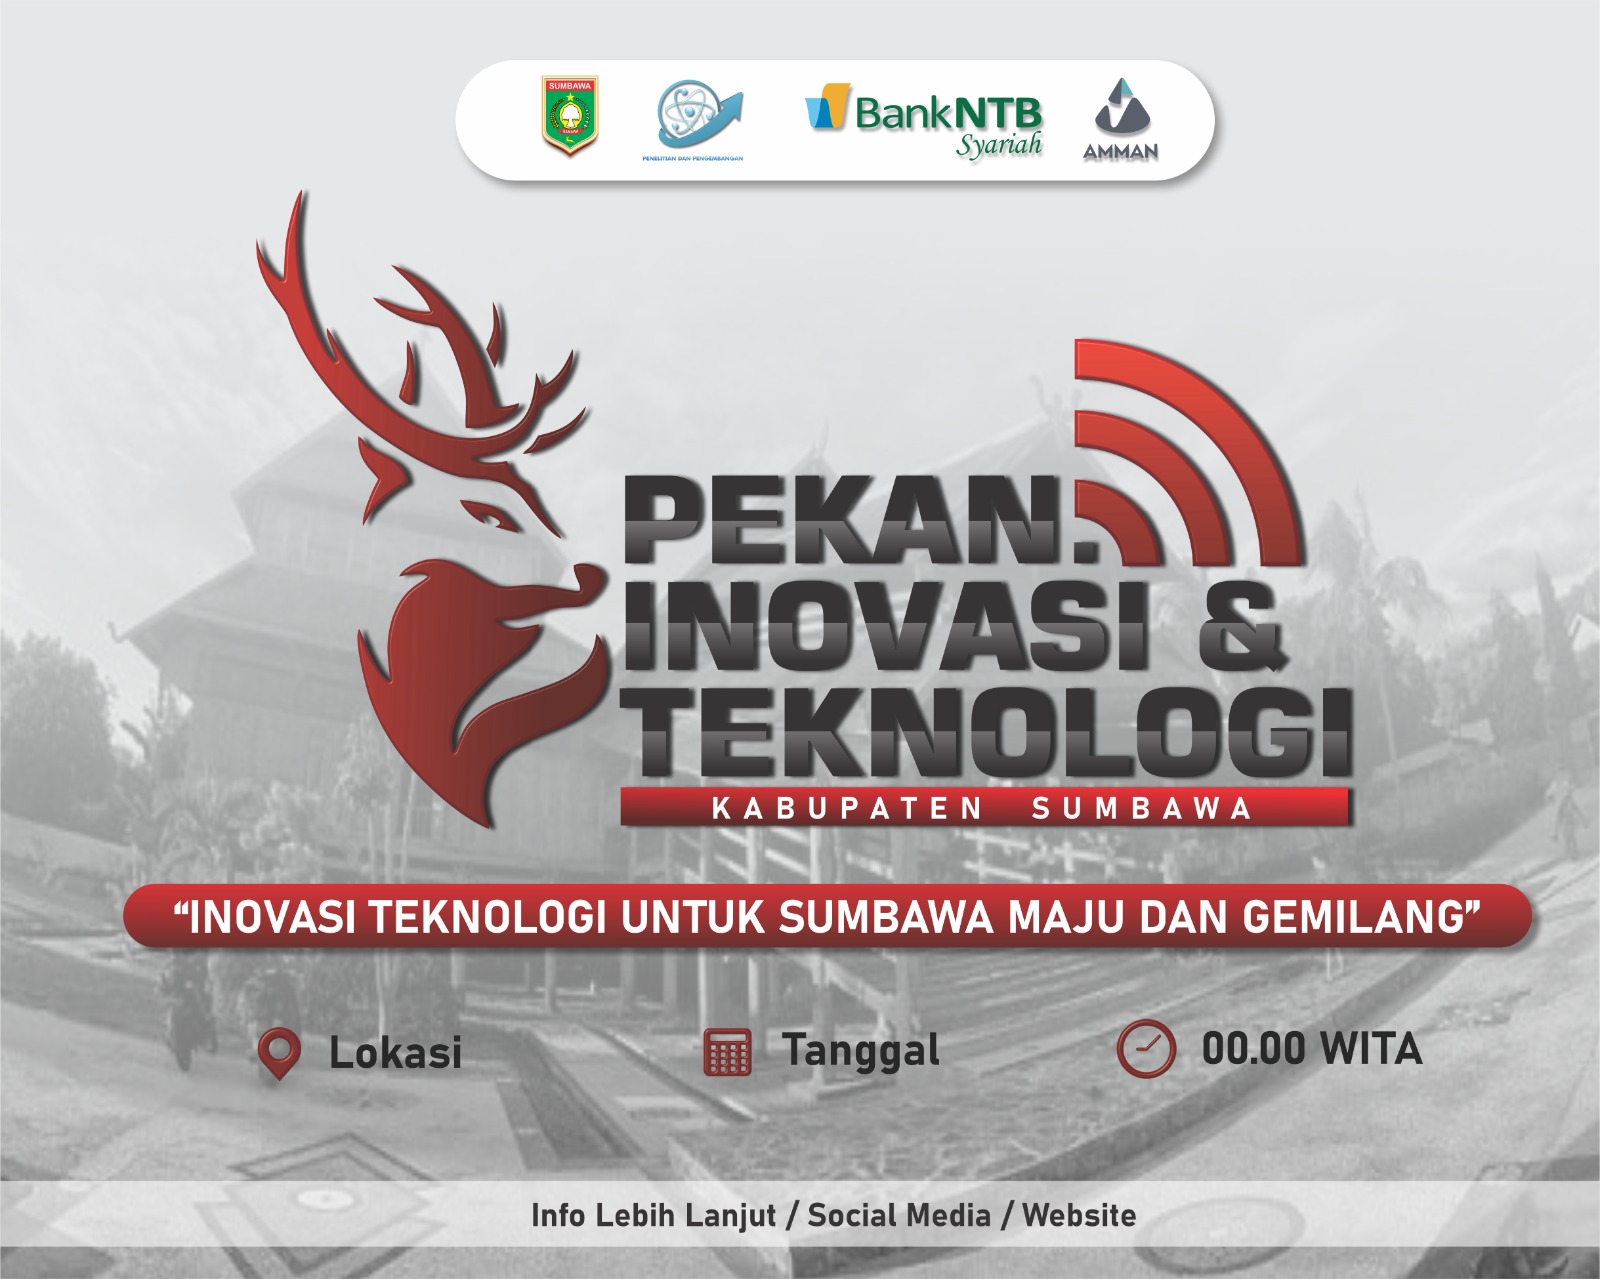 SUMBAWA
PENELITIAN DAN PENGEMBANGAN
BankNTB
Syariah
AMMAN
PEKAN.
INOVASI &
TEKNOLOGI
KABUPATEN SUMBAWA
“INOVASI TEKNOLOGI UNTUK SUMBAWA MAJU DAN GEMILANG”
Lokasi
Tanggal
00.00 WITA
Info Lebih Lanjut / Social Media / Website